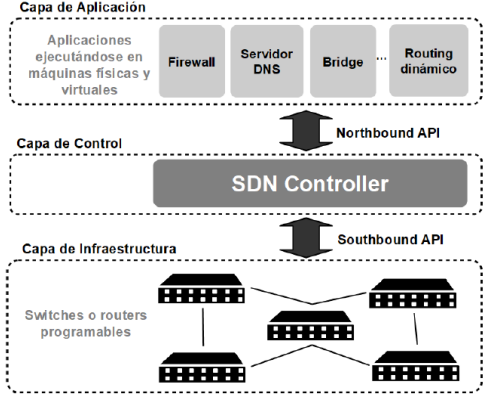 Capa de Aplicación
Aplicaciones
ejecutándose en
máquinas físicas y
virtuales
Firewall
Servidor
DNS
Bridge
...
Routing
dinámico
Northbound API
Capa de Control
SDN Controller
Southbound API
Capa de Infraestructura
Switches o routers
programables